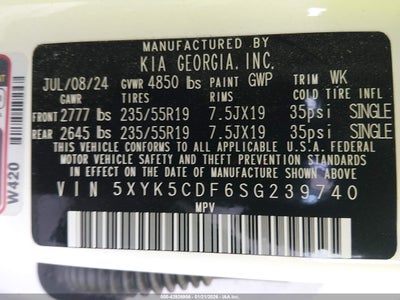 MANUFACTURED BY
KIA GEORGIA, INC.
JUL/08/24 GVWR 4850 lbs PAINT GWP TRIM WK
GAWR TIRES RIMS COLD TIRE INFL
FRONT 2777 lbs 235/55R19 7.5JX19 35psi SINGLE
REAR 2645 lbs 235/55R19 7.5JX19 35psi SINGLE
THIS VEHICLE CONFORMS TO ALL APPLICABLE U.S.A. FEDERAL
MOTOR VEHICLE SAFETY, BUMPER, AND THEFT PREVENTION
STANDARDS IN EFFECT ON THE DATE OF MANUFACTURE SHOWN ABOVE.
VIN 5XYK5CDF6SG239740
MPV
W420